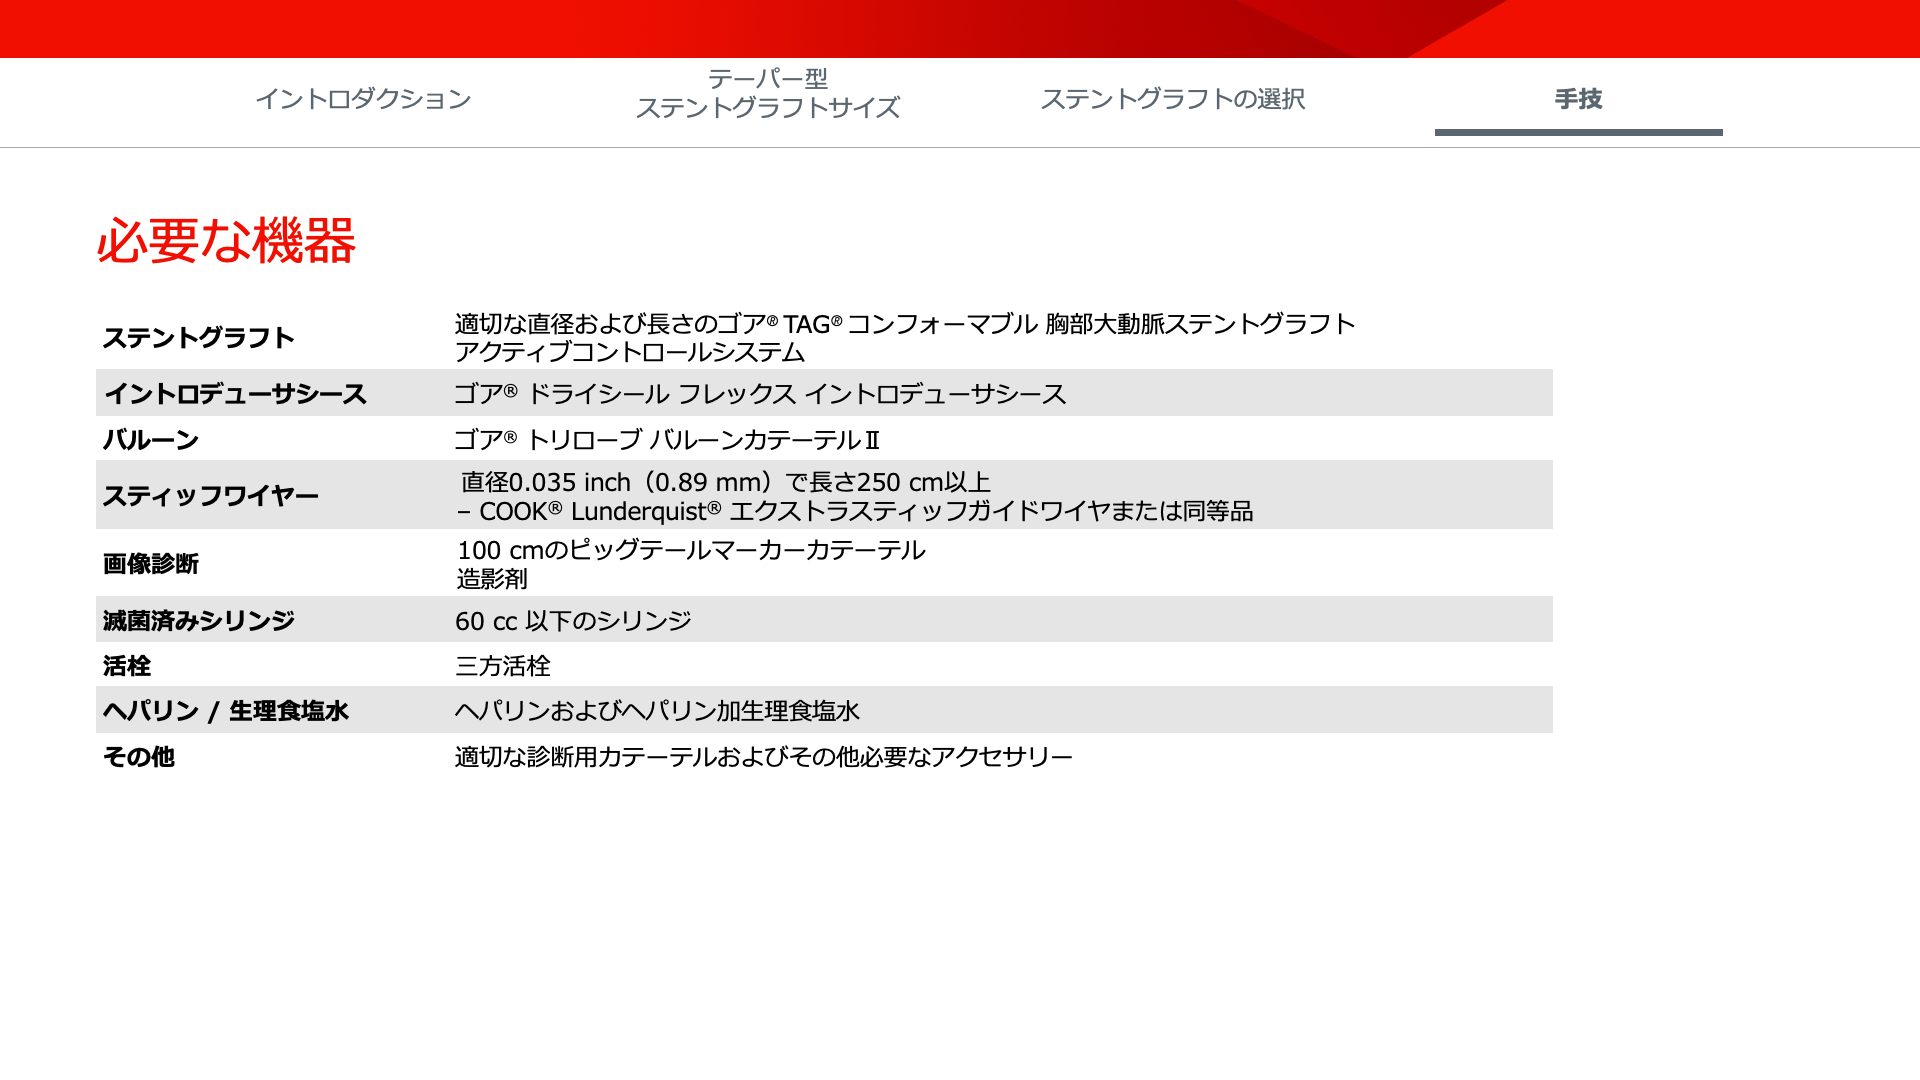 イントロダクション
テーパー型
ステントグラフトサイズ
ステントグラフトの選択
手技
必要な機器
ステントグラフト
適切な直径および長さのゴア® TAG® コンフォーマブル 胸部大動脈ステントグラフト
アクティブコントロールシステム
イントロデューサシース
ゴア® ドライシール フレックス イントロデューサシース
バルーン
ゴア® トリローブ バルーンカテーテルⅡ
スティッフワイヤー
直径0.035 inch（0.89 mm）で長さ250 cm以上
– COOK® Lunderquist® エクストラスティッフガイドワイヤまたは同等品
画像診断
100 cmのピッグテールマーカーカテーテル
造影剤
滅菌済みシリンジ
60 cc 以下のシリンジ
活栓
三方活栓
ヘパリン / 生理食塩水
ヘパリンおよびヘパリン加生理食塩水
その他
適切な診断用カテーテルおよびその他必要なアクセサリー